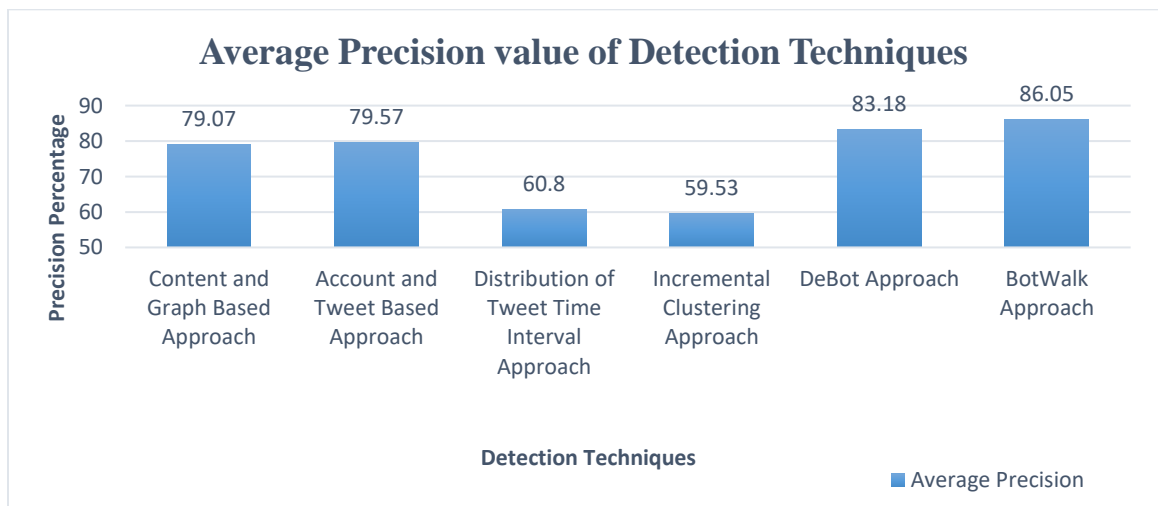 Average Precision value of Detection Techniques
Precision Percentage
90
80
70
60
50
79.07
79.57
60.8
59.53
83.18
86.05
Content and
Graph Based
Approach
Account and
Tweet Based
Approach
Distribution of
Tweet Time
Interval
Approach
Incremental
Clustering
Approach
DeBot Approach
BotWalk
Approach
Detection Techniques
Average Precision